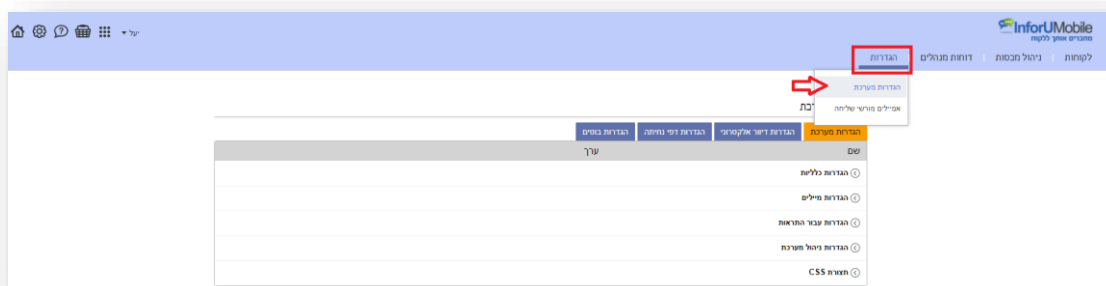 InforUMobile
מחברים אותך ללקוח
יעל
לקוחות | ניהול מכסות | דוחות מנהלים | הגדרות
הגדרות מערכת
אמיילים מורשי שליחה
הגדרות מערכת הגדרות דיוור אלקטרוני הגדרות דפי נחיתה הגדרות בוסים
שם ערך
הגדרות כלליות
הגדרות מיילים
הגדרות עבור התראות
הגדרות ניהול מערכת
תצורת CSS